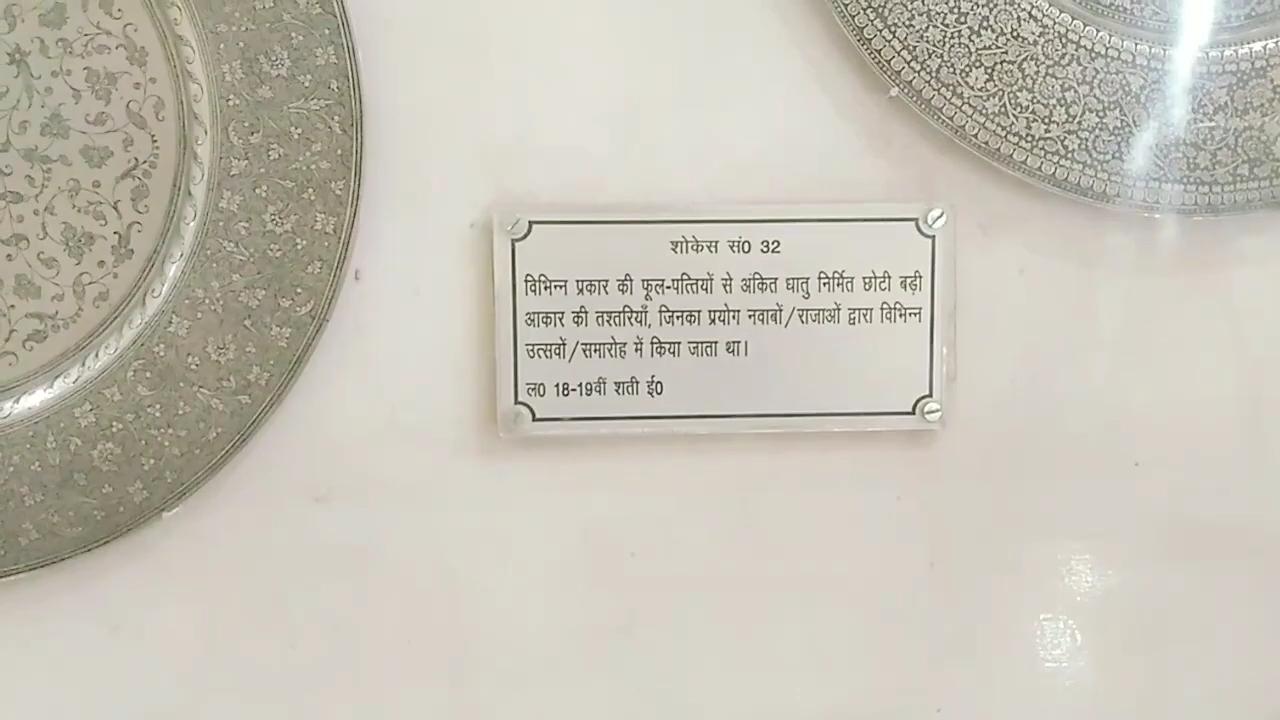 शोकेस सं0 32
विभिन्न प्रकार की फूल-पत्तियों से अंकित धातु निर्मित छोटी बड़ी
आकार की तश्तरियाँ, जिनका प्रयोग नवाबों/राजाओं द्वारा विभिन्न
उत्सवों/समारोह में किया जाता था।
ल0 18-19वीं शती ई0